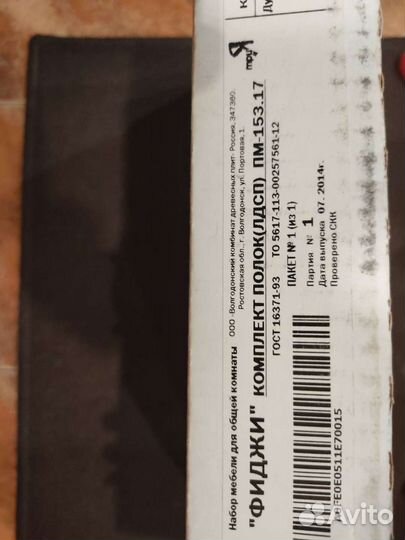 Набор мебели для общей комнаты
ООО "Волгодонский комбинат древесных плит" Россия, 347360,
Ростовская обл., г. Волгодонск, ул. Портовая, 1.
"ФИДЖИ" КОМПЛЕКТ ПОЛОК(ЛДСП) ПМ-153.17
ГОСТ 16371-93 ТО 5617-113-00257561-12
ПАКЕТ № 1 (из 1)
Партия № 1
Дата выпуска 07. 2014г.
Проверено СКК
триЯ
Avito